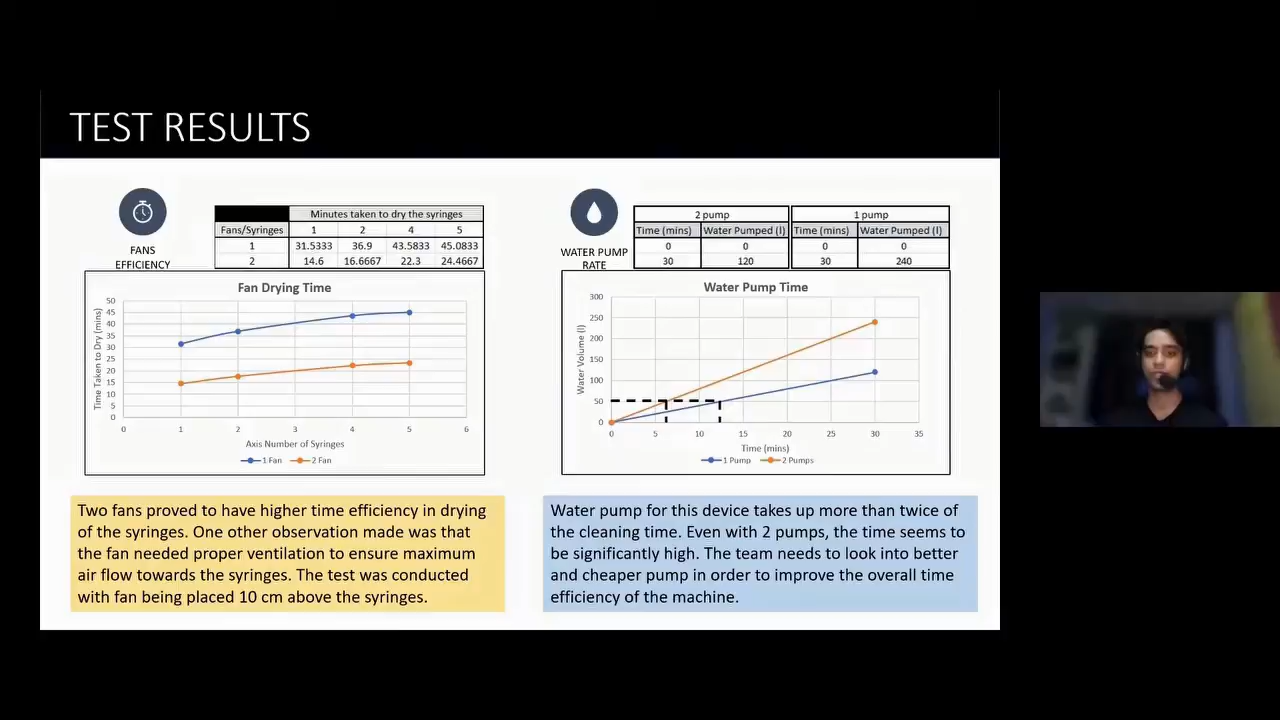 TEST RESULTS
FANS
EFFICIENCY
Minutes taken to dry the syringes
Fans/Syringes 1 2 4 5
1 31.5333 36.9 43.5833 45.0833
2 14.6 16.6667 22.3 24.4667
Fan Drying Time
Time Taken to Dry (mins)
50
45
40
35
30
25
20
15
10
5
0
0 1 2 3 4 5 6
Axis Number of Syringes
1 Fan 2 Fan
Two fans proved to have higher time efficiency in drying
of the syringes. One other observation made was that
the fan needed proper ventilation to ensure maximum
air flow towards the syringes. The test was conducted
with fan being placed 10 cm above the syringes.
WATER PUMP
RATE
2 pump 1 pump
Time (mins) Water Pumped (l) Time (mins) Water Pumped (l)
0 0 0 0
30 120 30 240
Water Pump Time
Water Volume (l)
300
250
200
150
100
50
0
0 5 10 15 20 25 30 35
Time (mins)
1 Pump 2 Pumps
Water pump for this device takes up more than twice of
the cleaning time. Even with 2 pumps, the time seems to
be significantly high. The team needs to look into better
and cheaper pump in order to improve the overall time
efficiency of the machine.